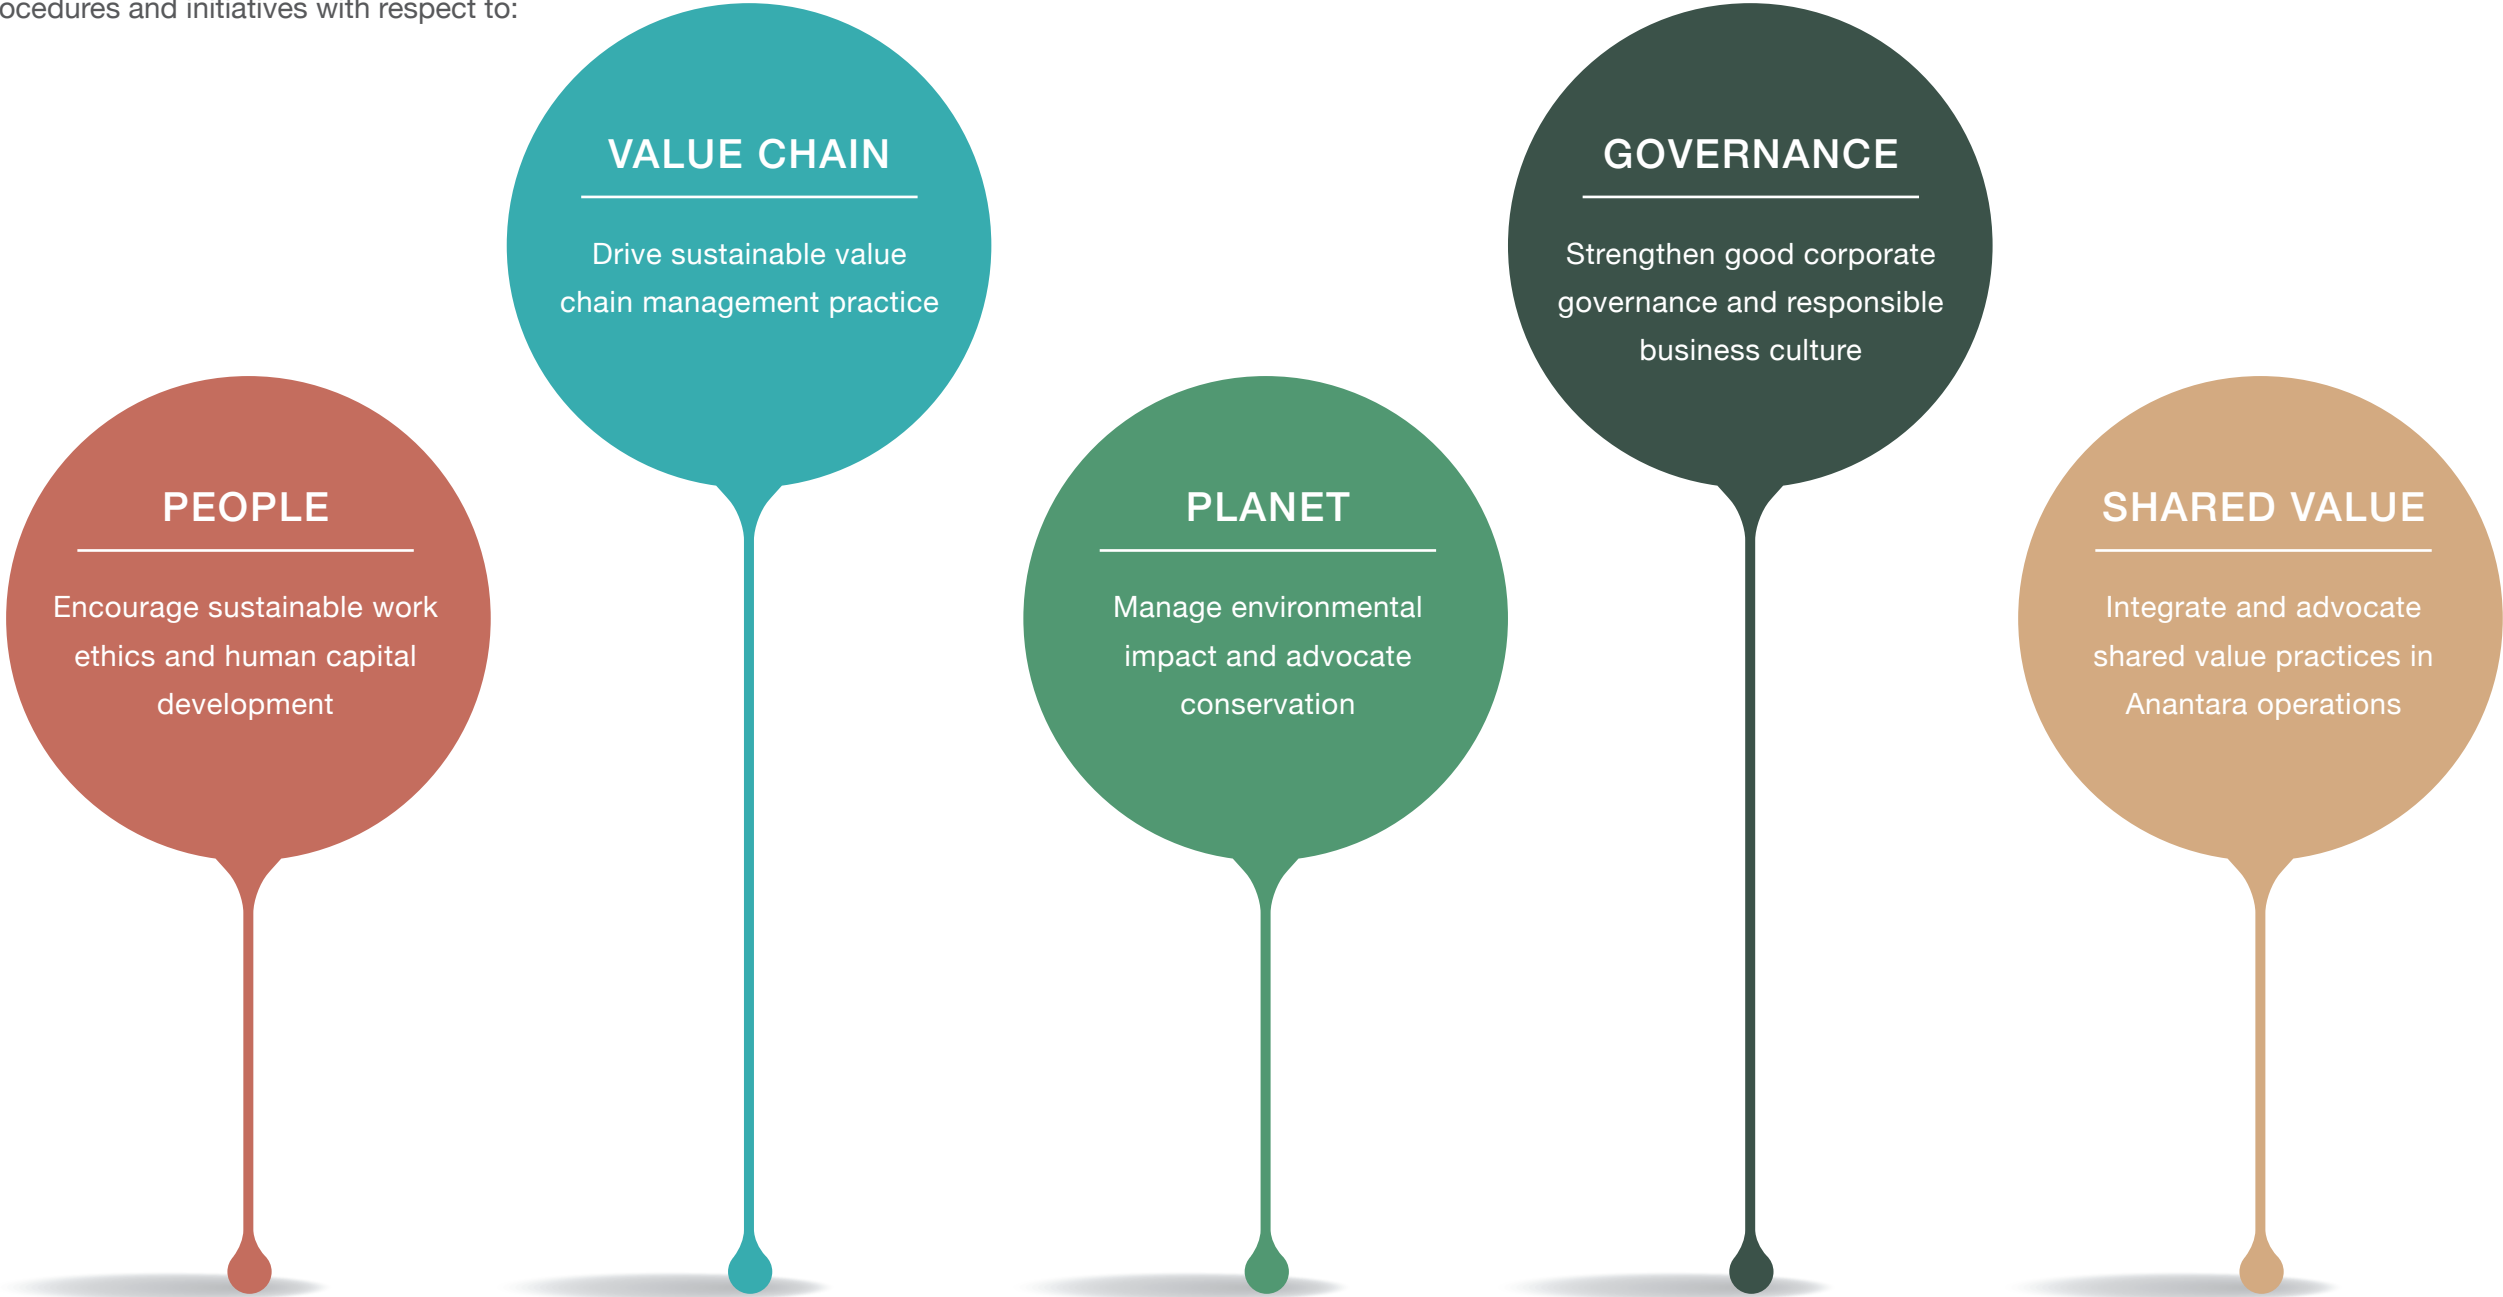 and initiatives with respect to:
VALUE CHAIN
Drive sustainable value
chain management practice
GOVERNANCE
Strengthen good corporate
governance and responsible
business culture
PEOPLE
Encourage sustainable work
ethics and human capital
development
PLANET
Manage environmental
impact and advocate
conservation
SHARED VALUE
Integrate and advocate
shared value practices in
Anantara operations